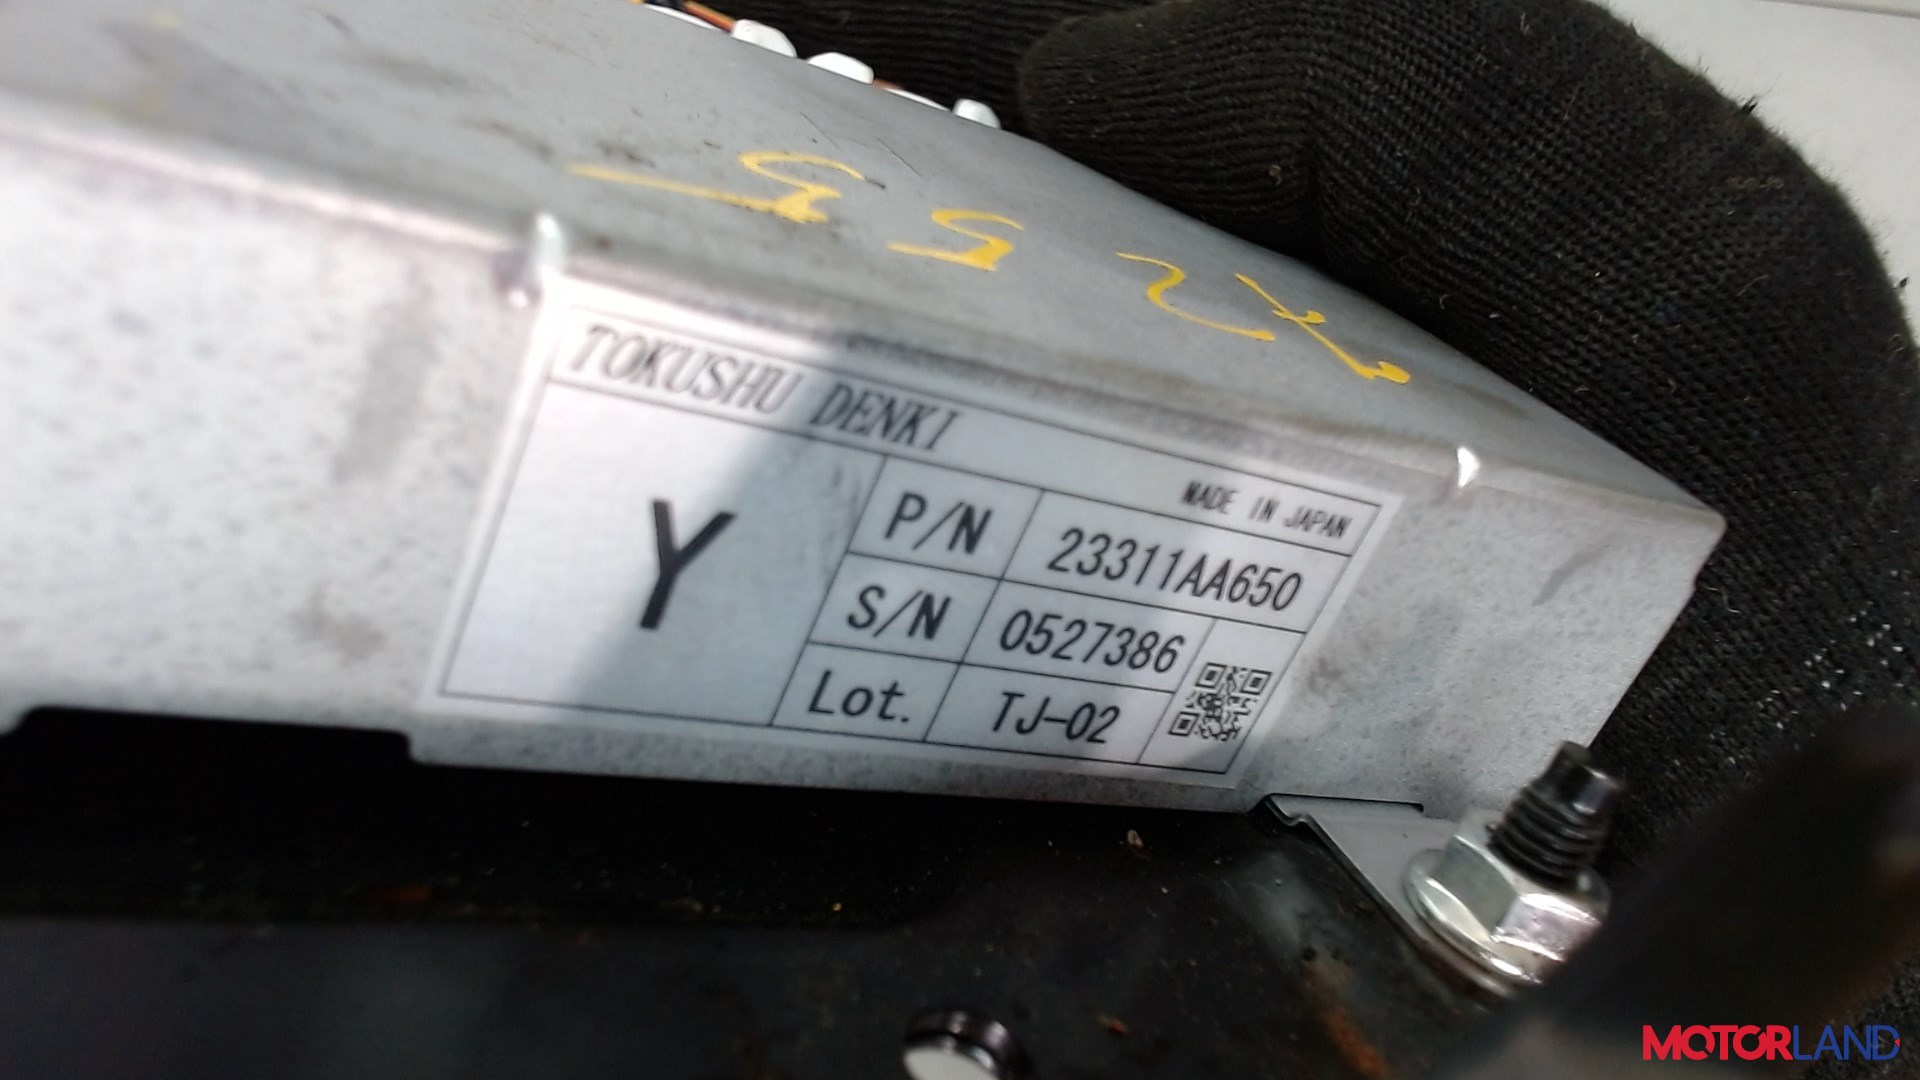 TOKUSHU DENKI
MADE IN JAPAN
Y
P/N 23311AA650
S/N 0527386
Lot. TJ-02
MOTORLAND